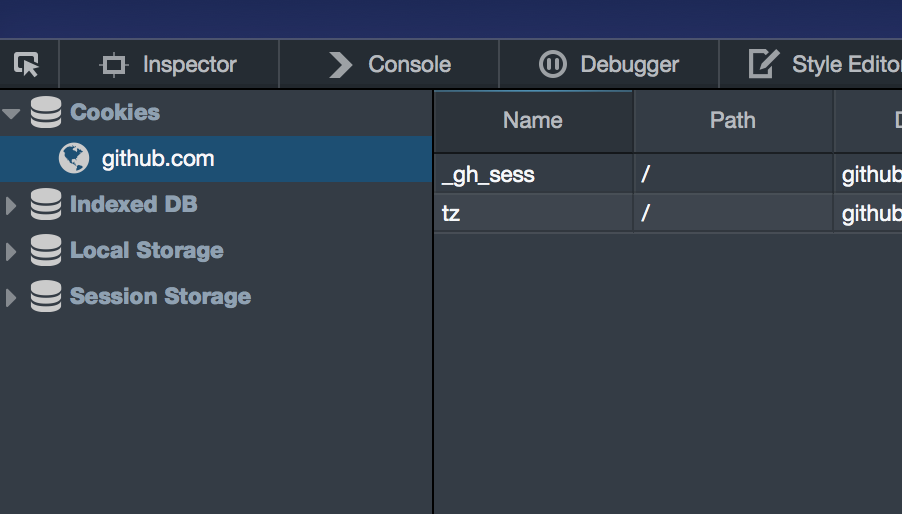 Inspector Console Debugger Style Editor
Cookies
github.com
Indexed DB
Local Storage
Session Storage
Name Path D
_gh_sess / github
tz / github